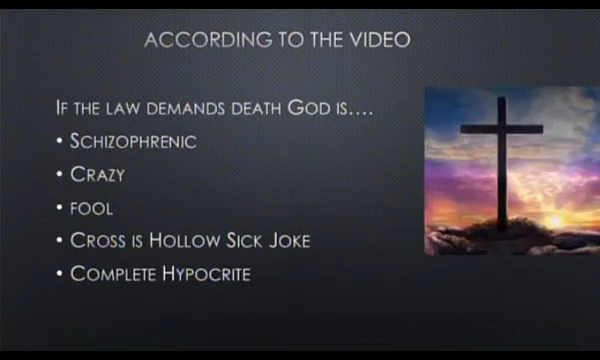 ACCORDING TO THE VIDEO
IF THE LAW DEMANDS DEATH GOD IS....
• SCHIZOPHRENIC
• CRAZY
• FOOL
• CROSS IS HOLLOW SICK JOKE
• COMPLETE HYPOCRITE